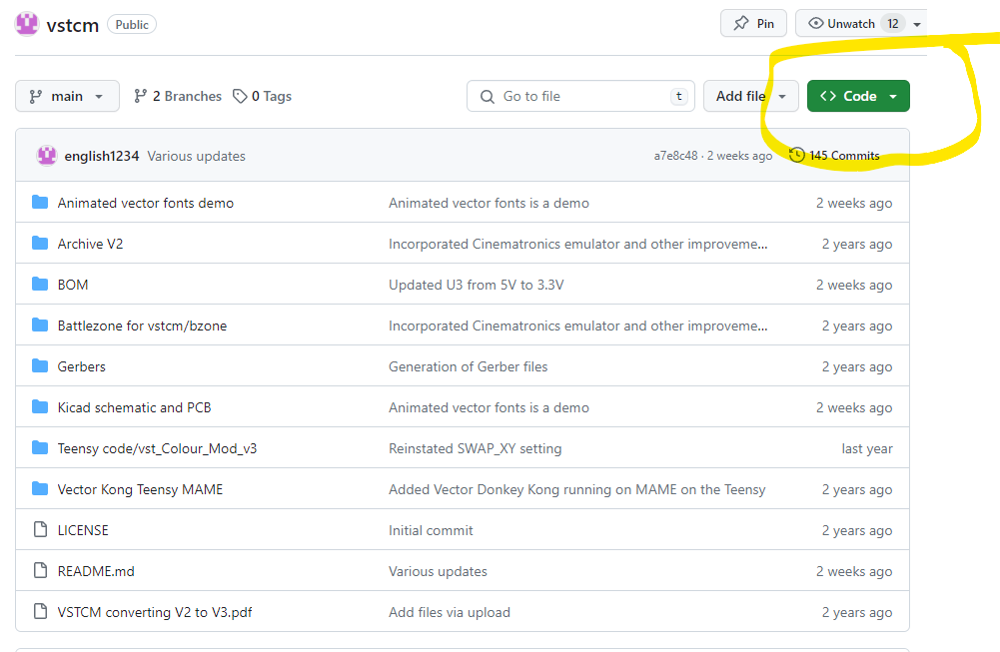 vstcm Public Pin Unwatch 12
main 2 Branches 0 Tags Go to file t Add file Code
english1234 Various updates a7e8c48 · 2 weeks ago 145 Commits
Animated vector fonts demo Animated vector fonts is a demo 2 weeks ago
Archive V2 Incorporated Cinematronics emulator and other improveme... 2 years ago
BOM Updated U3 from 5V to 3.3V 2 weeks ago
Battlezone for vstcm/bzone Incorporated Cinematronics emulator and other improveme... 2 years ago
Gerbers Generation of Gerber files 2 years ago
Kicad schematic and PCB Animated vector fonts is a demo 2 weeks ago
Teensy code/vst_Colour_Mod_v3 Reinstated SWAP_XY setting last year
Vector Kong Teensy MAME Added Vector Donkey Kong running on MAME on the Teensy 2 years ago
LICENSE Initial commit 2 years ago
README.md Various updates 2 weeks ago
VSTCM converting V2 to V3.pdf Add files via upload 2 years ago